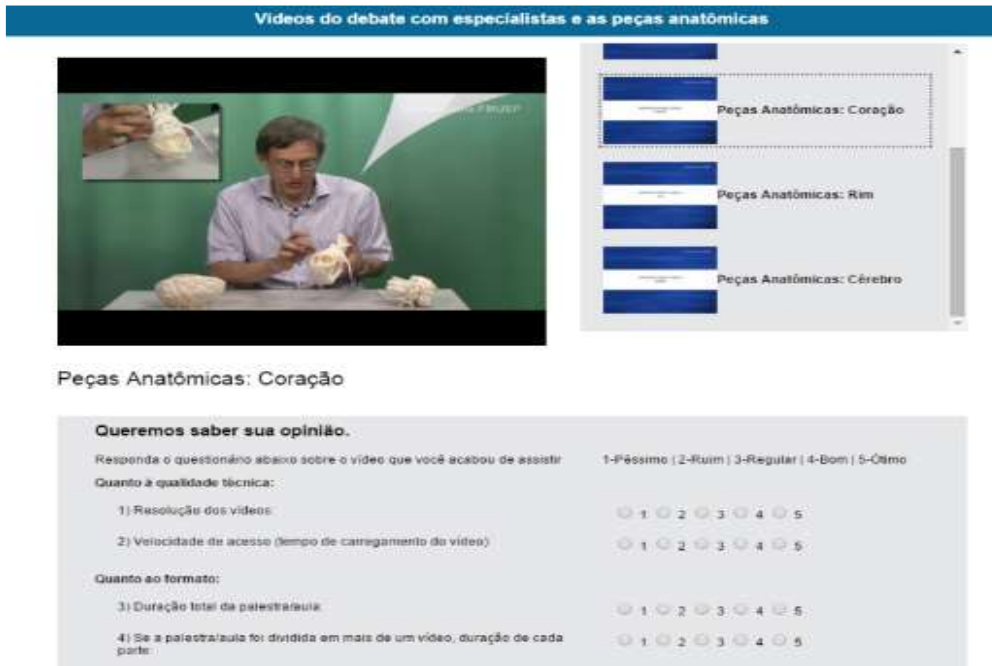 Vídeos do debate com especialistas e as peças anatômicas
FMUSP
Peças Anatômicas: Coração
Peças Anatômicas: Rim
Peças Anatômicas: Cérebro
Peças Anatômicas: Coração
Queremos saber sua opinião.
Responda o questionário abaixo sobre o vídeo que você acabou de assistir
1-Péssimo | 2-Ruim | 3-Regular | 4-Bom | 5-Ótimo
Quanto à qualidade técnica:
1) Resolução dos vídeos:
1 2 3 4 5
2) Velocidade de acesso (tempo de carregamento do vídeo)
1 2 3 4 5
Quanto ao formato:
3) Duração total da palestra/aula:
1 2 3 4 5
4) Se a palestra/aula foi dividida em mais de um vídeo, duração de cada
parte:
1 2 3 4 5